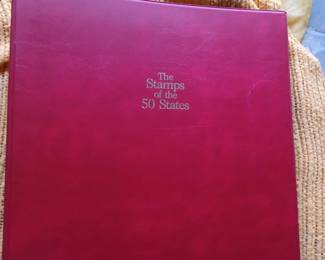 The
Stamps
of the
50 States